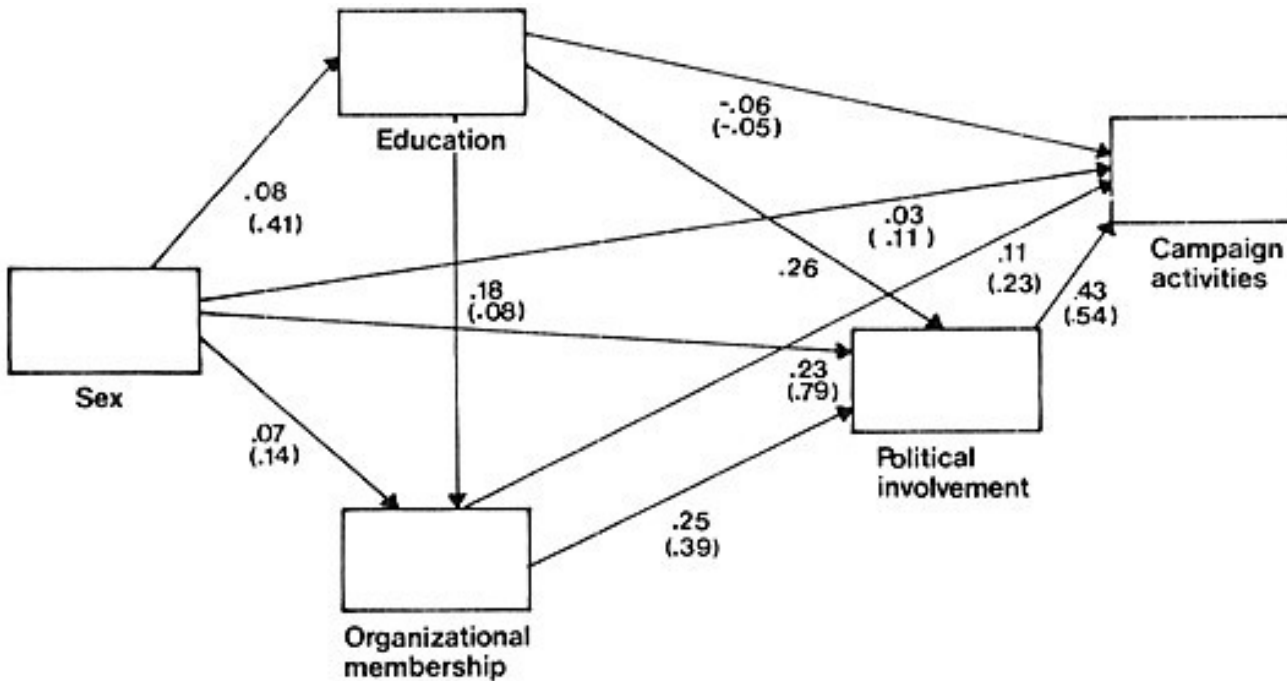 Education
-.06
(-.05)
.08
(.41)
.03
( .11)
Campaign
activities
.11
(.23)
.26
.43
(.54)
.18
(.08)
Sex
.23
(.79)
.07
(.14)
Political
involvement
.25
(.39)
Organizational
membership